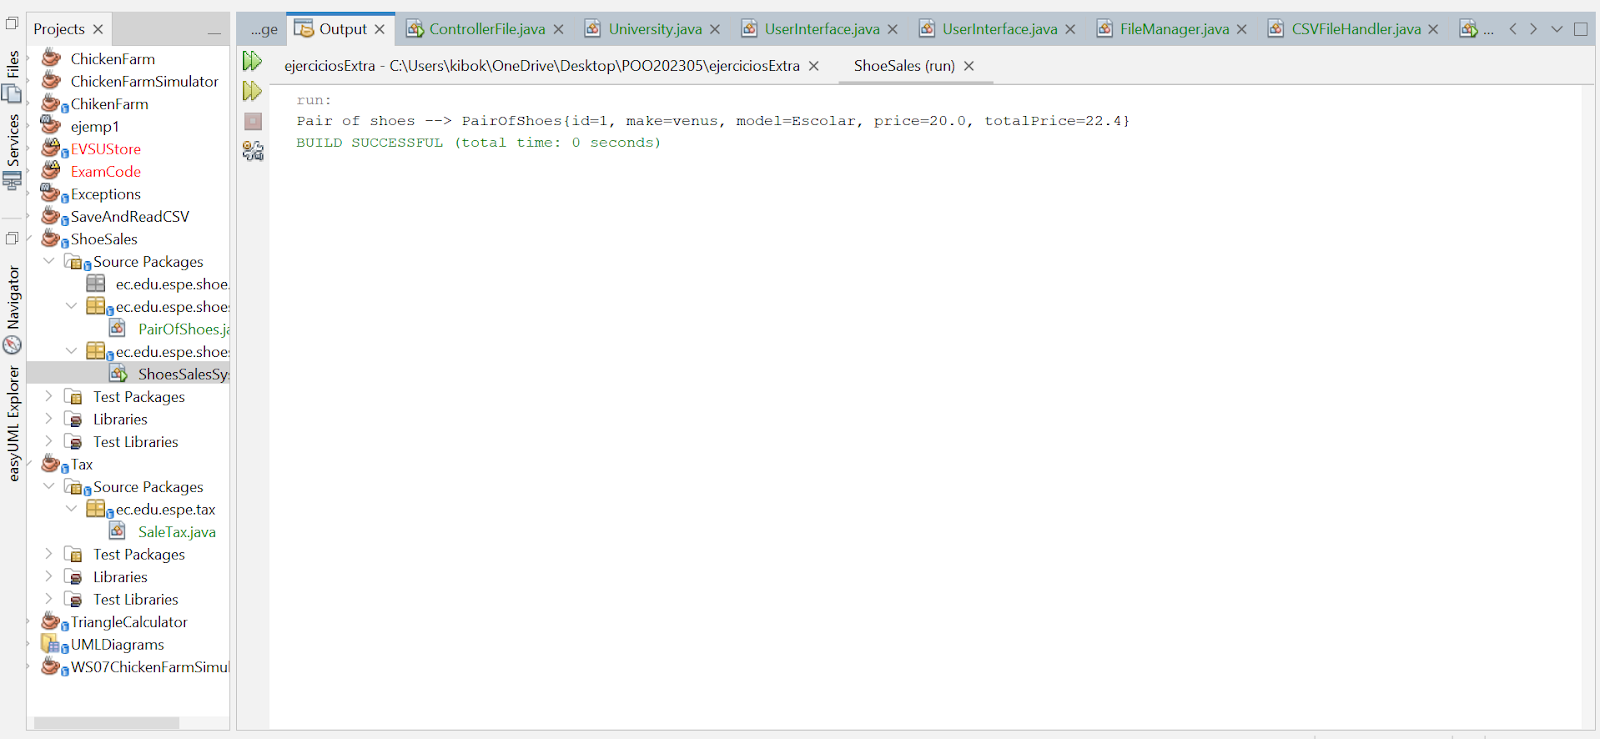 Files
Services
Navigator
easyUML Explorer
Projects
ChickenFarm
ChickenFarmSimulator
ChikenFarm
ejemp1
EVSUStore
ExamCode
Exceptions
SaveAndReadCSV
ShoeSales
Source Packages
ec.edu.espe.shoe.
ec.edu.espe.shoes
PairOfShoes.ja
ec.edu.espe.shoes
ShoesSalesSys
Test Packages
Libraries
Test Libraries
Tax
Source Packages
ec.edu.espe.tax
SaleTax.java
Test Packages
Libraries
Test Libraries
TriangleCalculator
UMLDiagrams
WS07ChickenFarmSimul
...ge Output ControllerFile.java University.java UserInterface.java UserInterface.java FileManager.java CSVFileHandler.java ...
ejerciciosExtra - C:\Users\kibok\OneDrive\Desktop\POO202305\ejerciciosExtra ShoeSales (run)
run:
Pair of shoes --> PairOfShoes{id=1, make=venus, model=Escolar, price=20.0, totalPrice=22.4}
BUILD SUCCESSFUL (total time: 0 seconds)